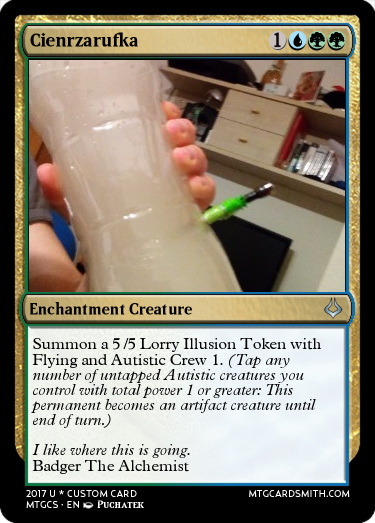 Cienrzarufka 1
Enchantment Creature
Summon a 5/5 Lorry Illusion Token with
Flying and Autistic Crew 1. (Tap any
number of untapped Autistic creatures you
control with total power 1 or greater: This
permanent becomes an artifact creature until
end of turn.)
I like where this is going.
Badger The Alchemist
2017 U * CUSTOM CARD
MTGCARDSMITH.COM
MTGCS · EN PUCHATEK